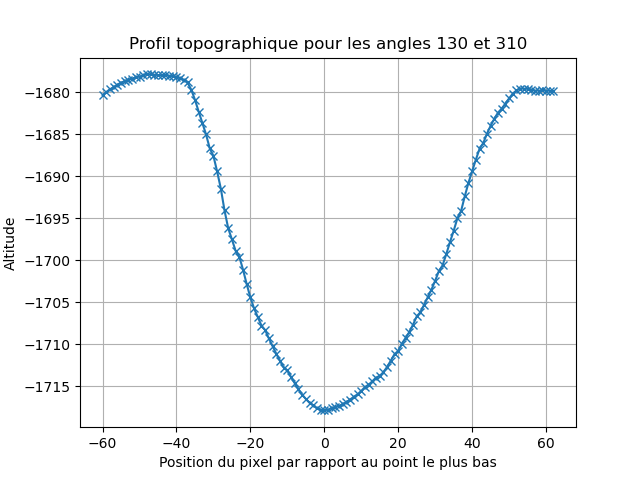 Profil topographique pour les angles 130 et 310
Altitude
−1680
−1685
−1690
−1695
−1700
−1705
−1710
−1715
−60 −40 −20 0 20 40 60
Position du pixel par rapport au point le plus bas